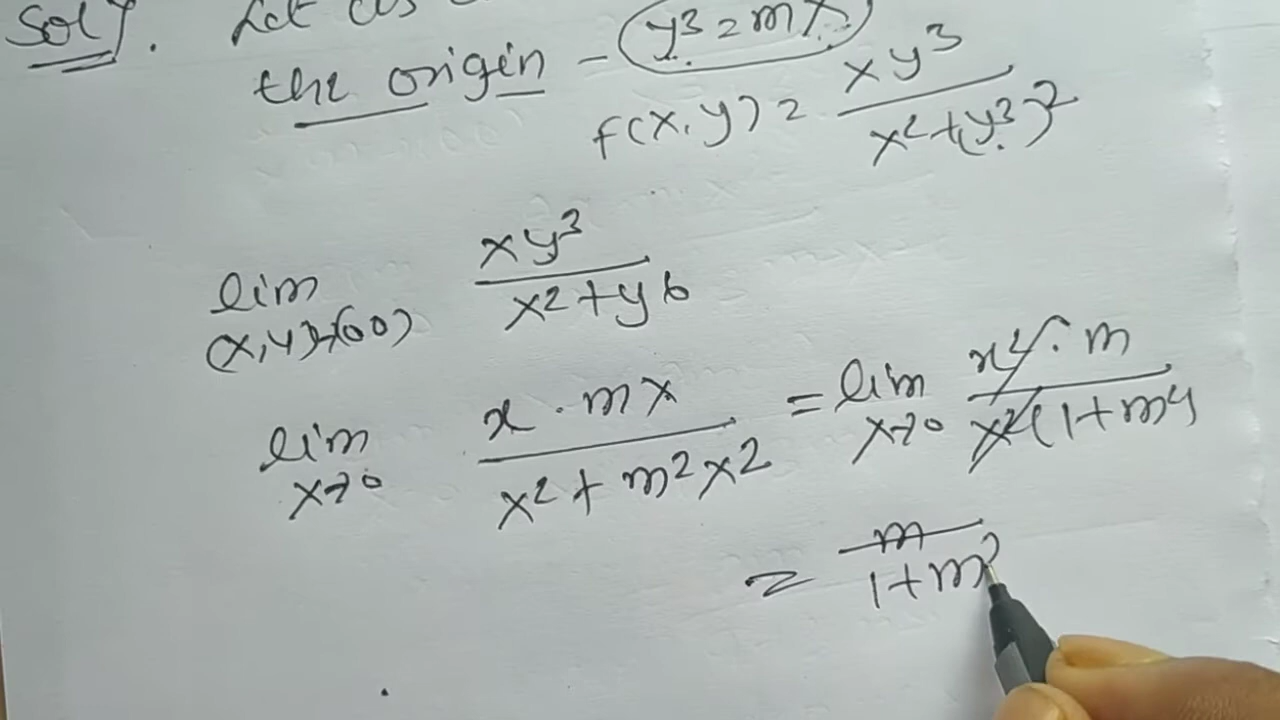 Solⁿ. Let us
the origin - y³ = mx
f(x,y) = xy³ / x²+(y³)²
lim (x,y)→(0,0) xy³ / x²+y⁶
lim x→0 x·mx / x²+m²x² = lim x→0 x²·m / x²(1+m²)
= m / 1+m²